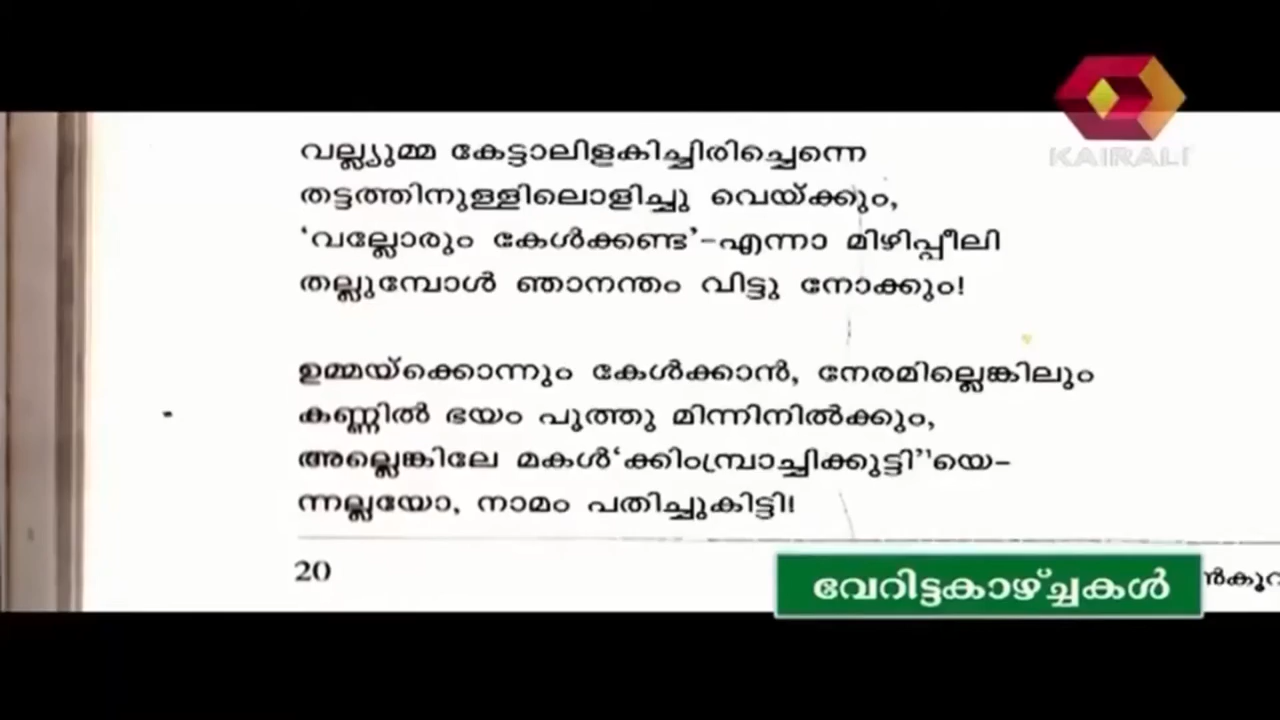 KAIRALI
വല്ല്യുമ്മ കേട്ടാലിളകിച്ചിരിച്ചെന്നെ
തട്ടത്തിനുള്ളിലൊളിച്ചു വെയ്ക്കും,
‘വല്ലോരും കേൾക്കണ്ട’-എന്നാ മിഴിപ്പീലി
തല്ലുമ്പോൾ ഞാനന്തം വിട്ടു നോക്കും!
ഉമ്മയ്ക്കൊന്നും കേൾക്കാൻ, നേരമില്ലെങ്കിലും
കണ്ണിൽ ഭയം പൂത്തു മിന്നിനിൽക്കും,
അല്ലെങ്കിലേ മകൾ‘ക്കിംമ്പ്രാച്ചിക്കുട്ടി’’യെ-
ന്നല്ലയോ, നാമം പതിച്ചുകിട്ടി!
20
വേറിട്ടകാഴ്ച്ചകൾ